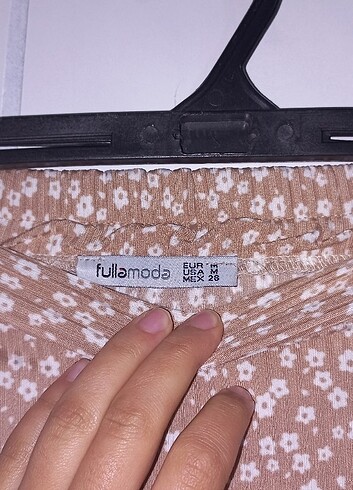 fullamoda
EUR M
USA M
MEX 28